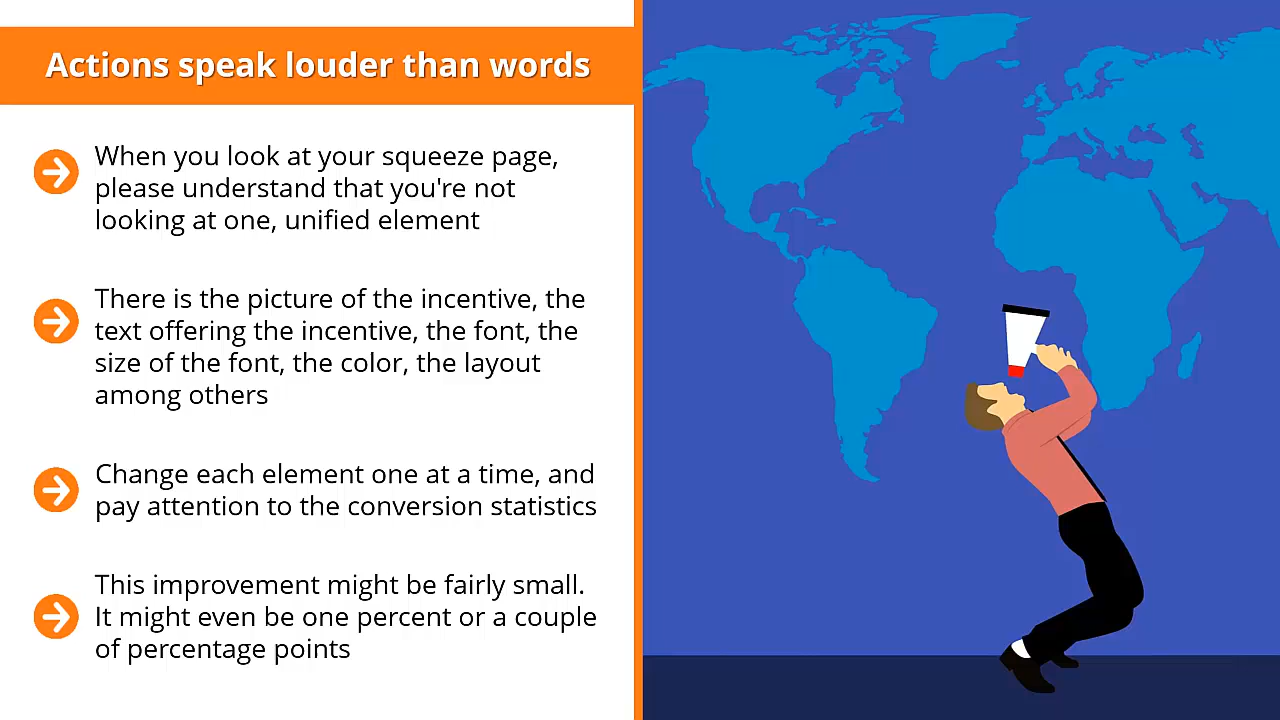 Actions speak louder than words
When you look at your squeeze page,
please understand that you're not
looking at one, unified element
There is the picture of the incentive, the
text offering the incentive, the font, the
size of the font, the color, the layout
among others
Change each element one at a time, and
pay attention to the conversion statistics
This improvement might be fairly small.
It might even be one percent or a couple
of percentage points